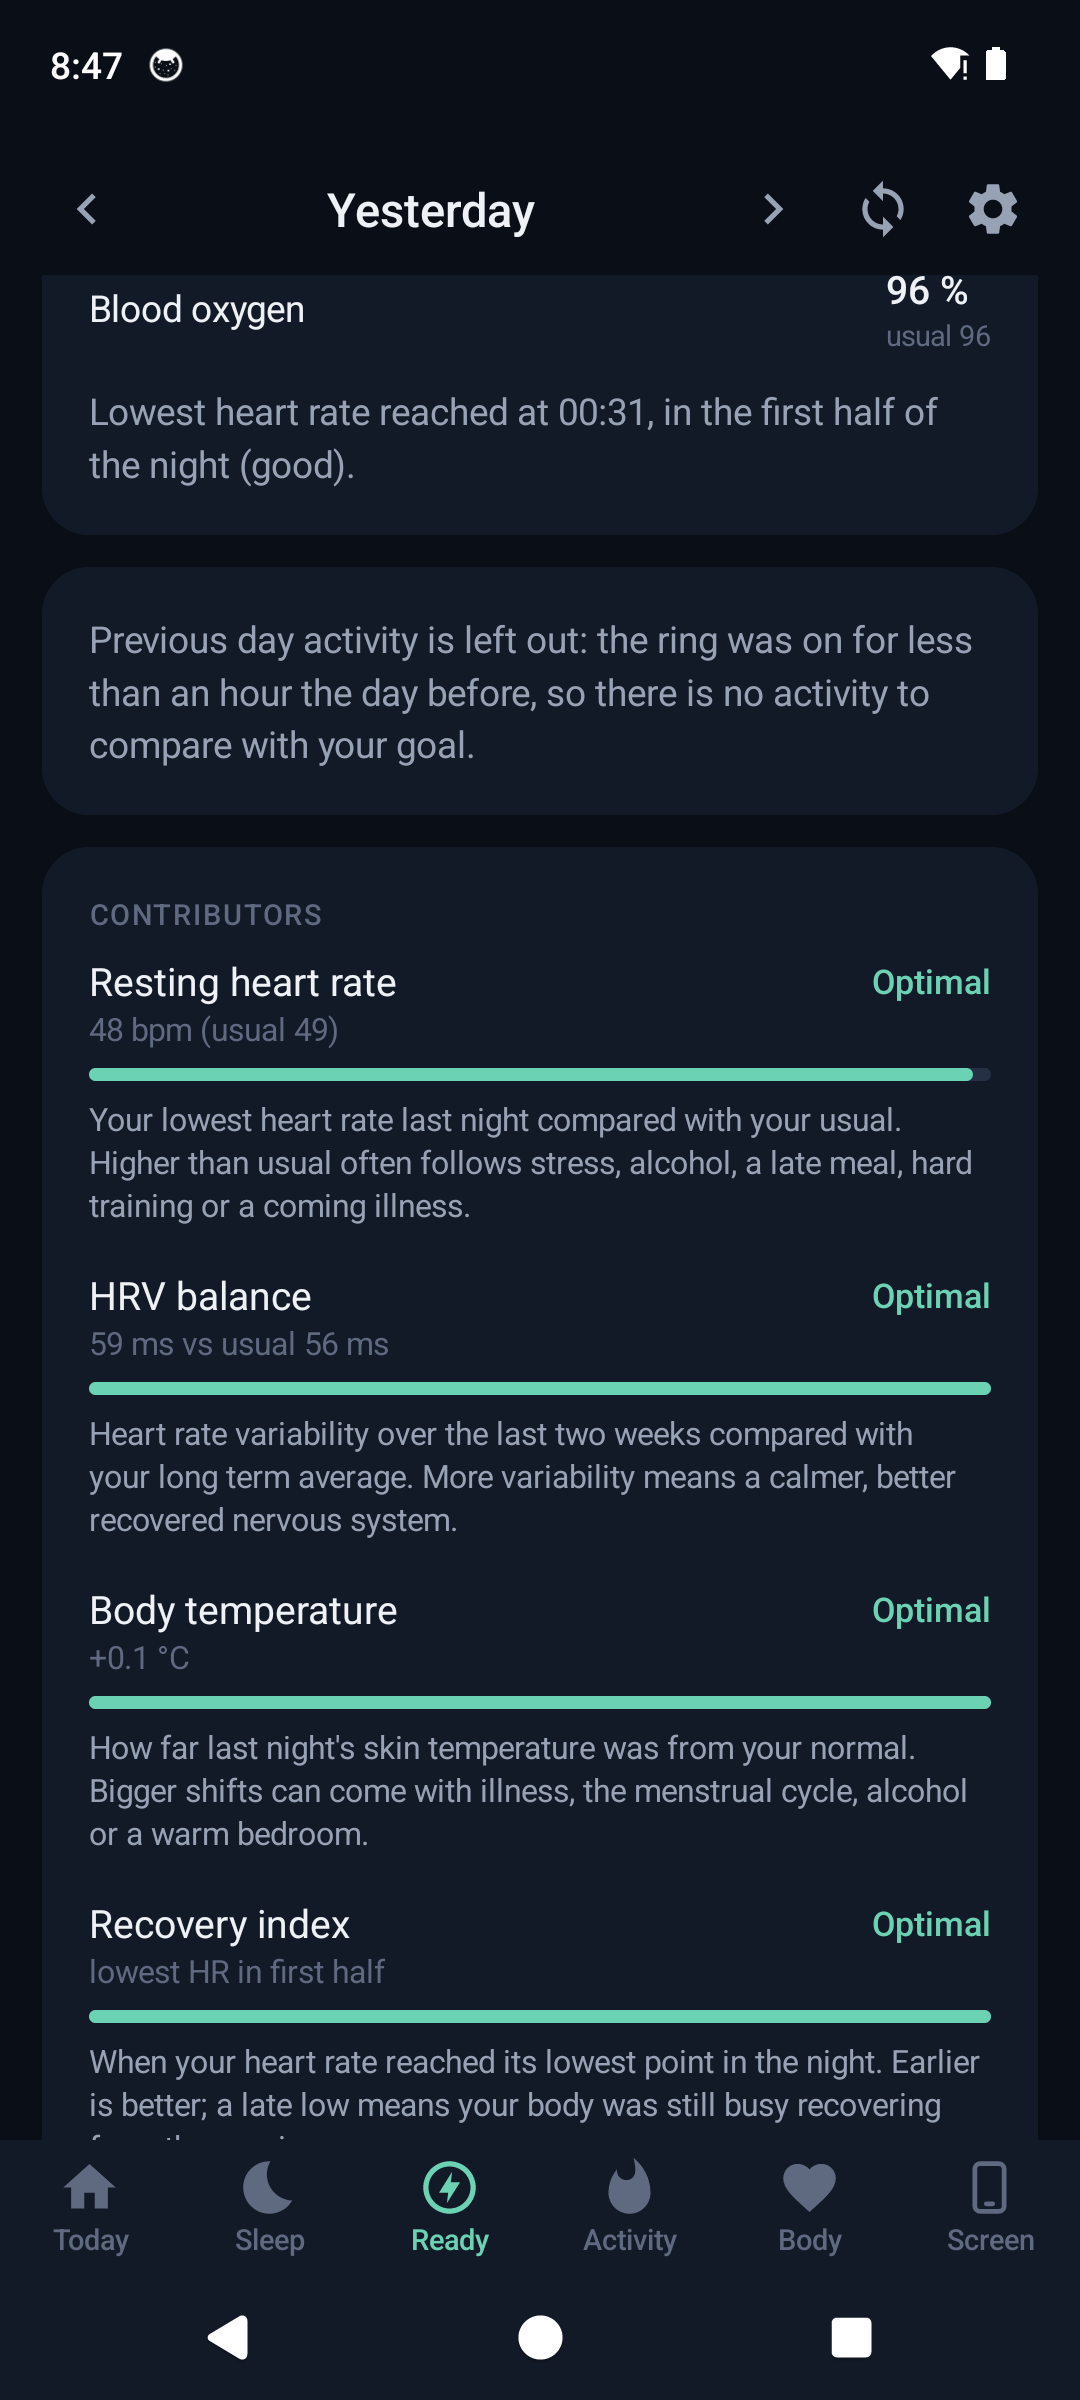 8:47
Yesterday
Blood oxygen
96 %
usual 96
Lowest heart rate reached at 00:31, in the first half of
the night (good).
Previous day activity is left out: the ring was on for less
than an hour the day before, so there is no activity to
compare with your goal.
CONTRIBUTORS
Resting heart rate
Optimal
48 bpm (usual 49)
Your lowest heart rate last night compared with your usual.
Higher than usual often follows stress, alcohol, a late meal, hard
training or a coming illness.
HRV balance
Optimal
59 ms vs usual 56 ms
Heart rate variability over the last two weeks compared with
your long term average. More variability means a calmer, better
recovered nervous system.
Body temperature
Optimal
+0.1 °C
How far last night's skin temperature was from your normal.
Bigger shifts can come with illness, the menstrual cycle, alcohol
or a warm bedroom.
Recovery index
Optimal
lowest HR in first half
When your heart rate reached its lowest point in the night. Earlier
is better; a late low means your body was still busy recovering
Today
Sleep
Ready
Activity
Body
Screen